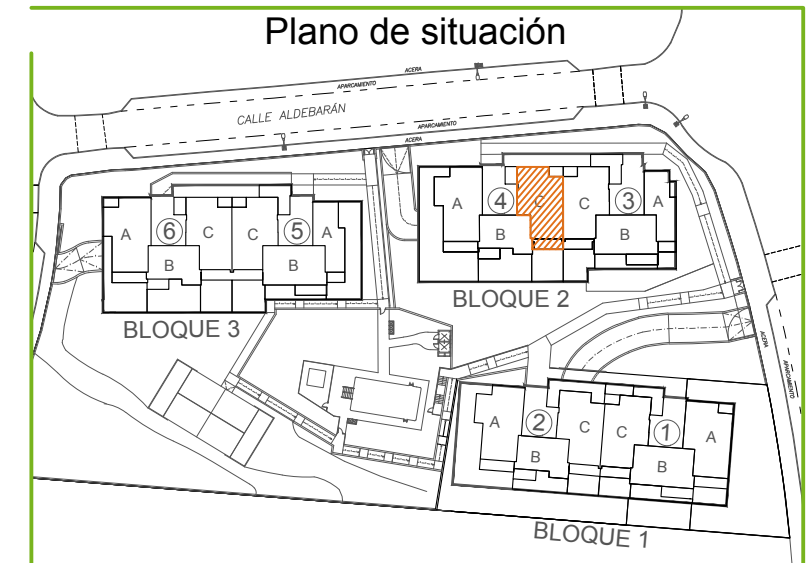 Plano de situación
ACERA
APARCAMIENTO
CALLE ALDEBARÁN
APARCAMIENTO
ACERA
A 6 C C 5 A
B B
BLOQUE 3
A 4 C C 3 A
B B
BLOQUE 2
ACERA
APARCAMIENTO
A 2 C C 1 A
B B
BLOQUE 1